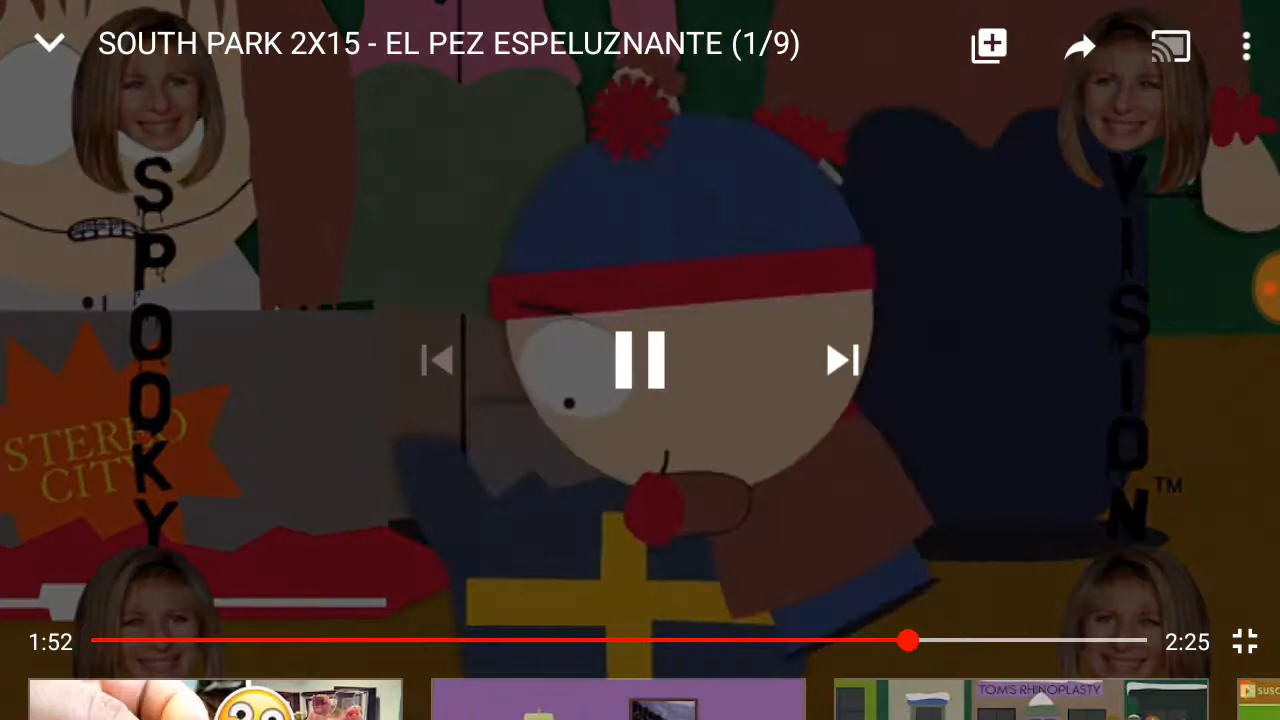 SOUTH PARK 2X15 - EL PEZ ESPELUZNANTE (1/9)
SPOOKY
VISION
TM
STEREO
CITY
1:52
2:25
TOM'S RHINOPLASTY
SUSC